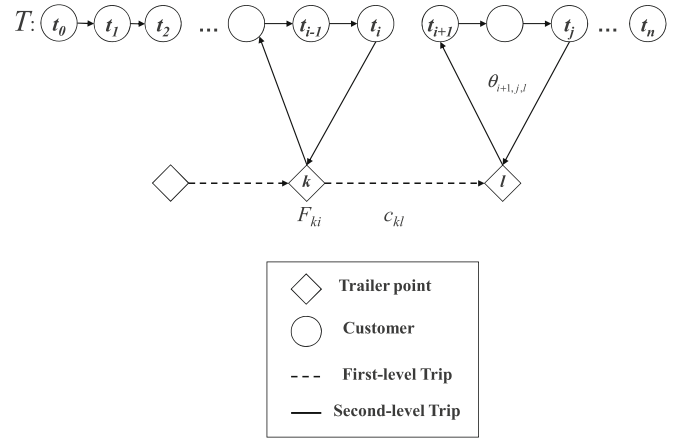 T: t0 t1 t2 ... ti-1 ti ti+1 tj ... tn
θi+1,j,l
k l
Fki ckl
Trailer point
Customer
First-level Trip
Second-level Trip